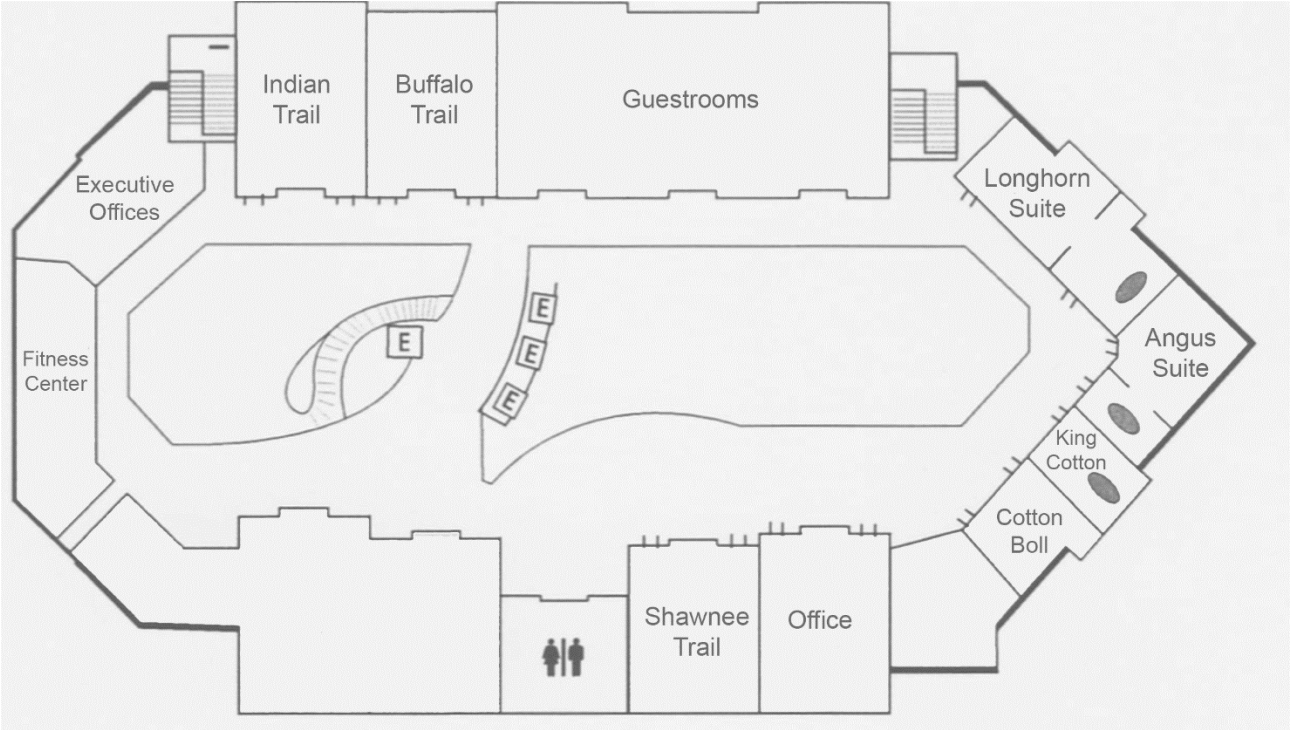 Indian
Trail
Buffalo
Trail
Guestrooms
Executive
Offices
Longhorn
Suite
Fitness
Center
E
E
E
E
Angus
Suite
King
Cotton
Cotton
Boll
Shawnee
Trail
Office